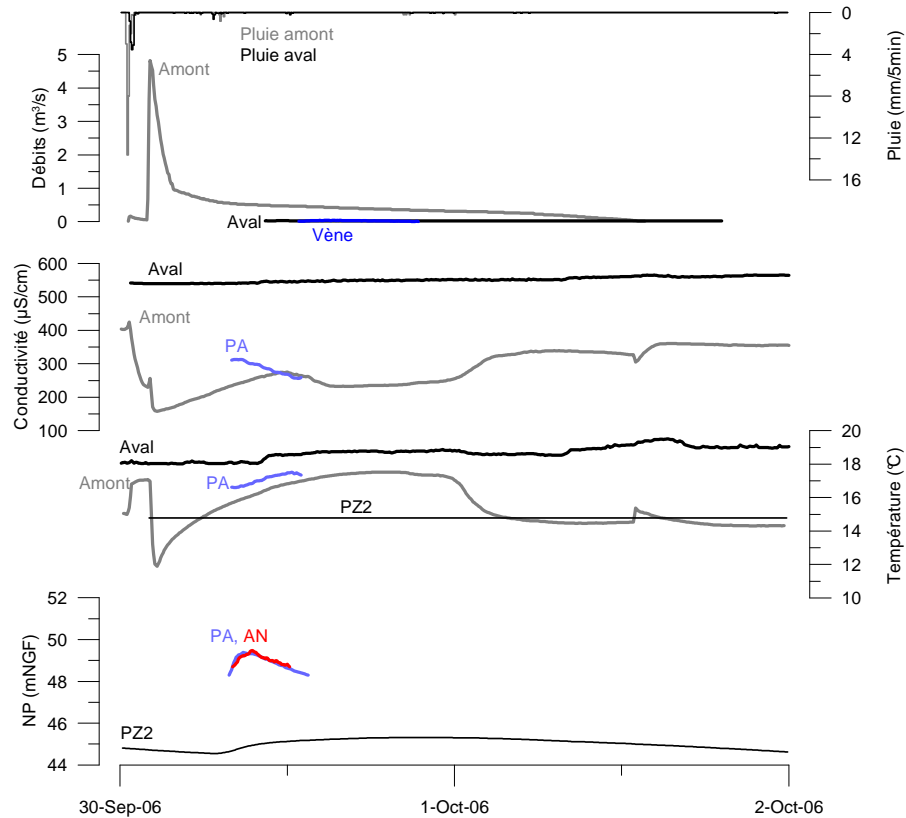 0
4
8
12
16
Pluie (mm/5min)
Pluie amont
Pluie aval
5
4
3
2
1
0
Débits (m³/s)
Amont
Aval
Vène
600
500
400
300
200
100
Conductivité (µS/cm)
Aval
Amont
PA
20
18
16
14
12
10
Température (°C)
Aval
Amont
PA
PZ2
52
50
48
46
44
NP (mNGF)
PA, AN
PZ2
30-Sep-06
1-Oct-06
2-Oct-06